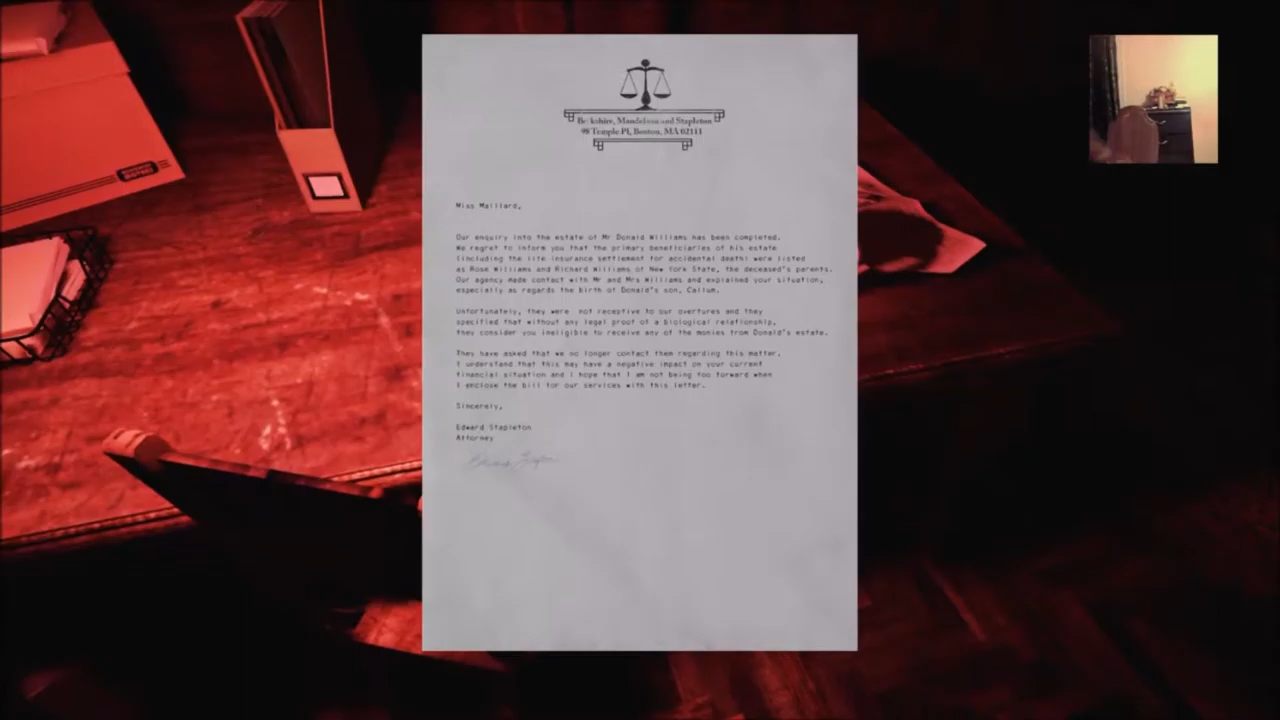 Berkshire, Mandelson and Stapleton
98 Temple Pl, Boston, MA 02111
Miss Maillard,
Our enquiry into the estate of Mr Donald Williams has been completed.
We regret to inform you that the primary beneficiaries of his estate
(including the life insurance settlement for accidental death) were listed
as Rose Williams and Richard Williams of New York State, the deceased's parents.
Our agency made contact with Mr and Mrs Williams and explained your situation,
especially as regards the birth of Donald's son, Callum.
Unfortunately, they were not receptive to our overtures and they
specified that without any legal proof of a biological relationship,
they consider you ineligible to receive any of the monies from Donald's estate.
They have asked that we no longer contact them regarding this matter.
I understand that this may have a negative impact on your current
financial situation and I hope that I am not being too forward when
I enclose the bill for our services with this letter.
Sincerely,
Edward Stapleton
Attorney